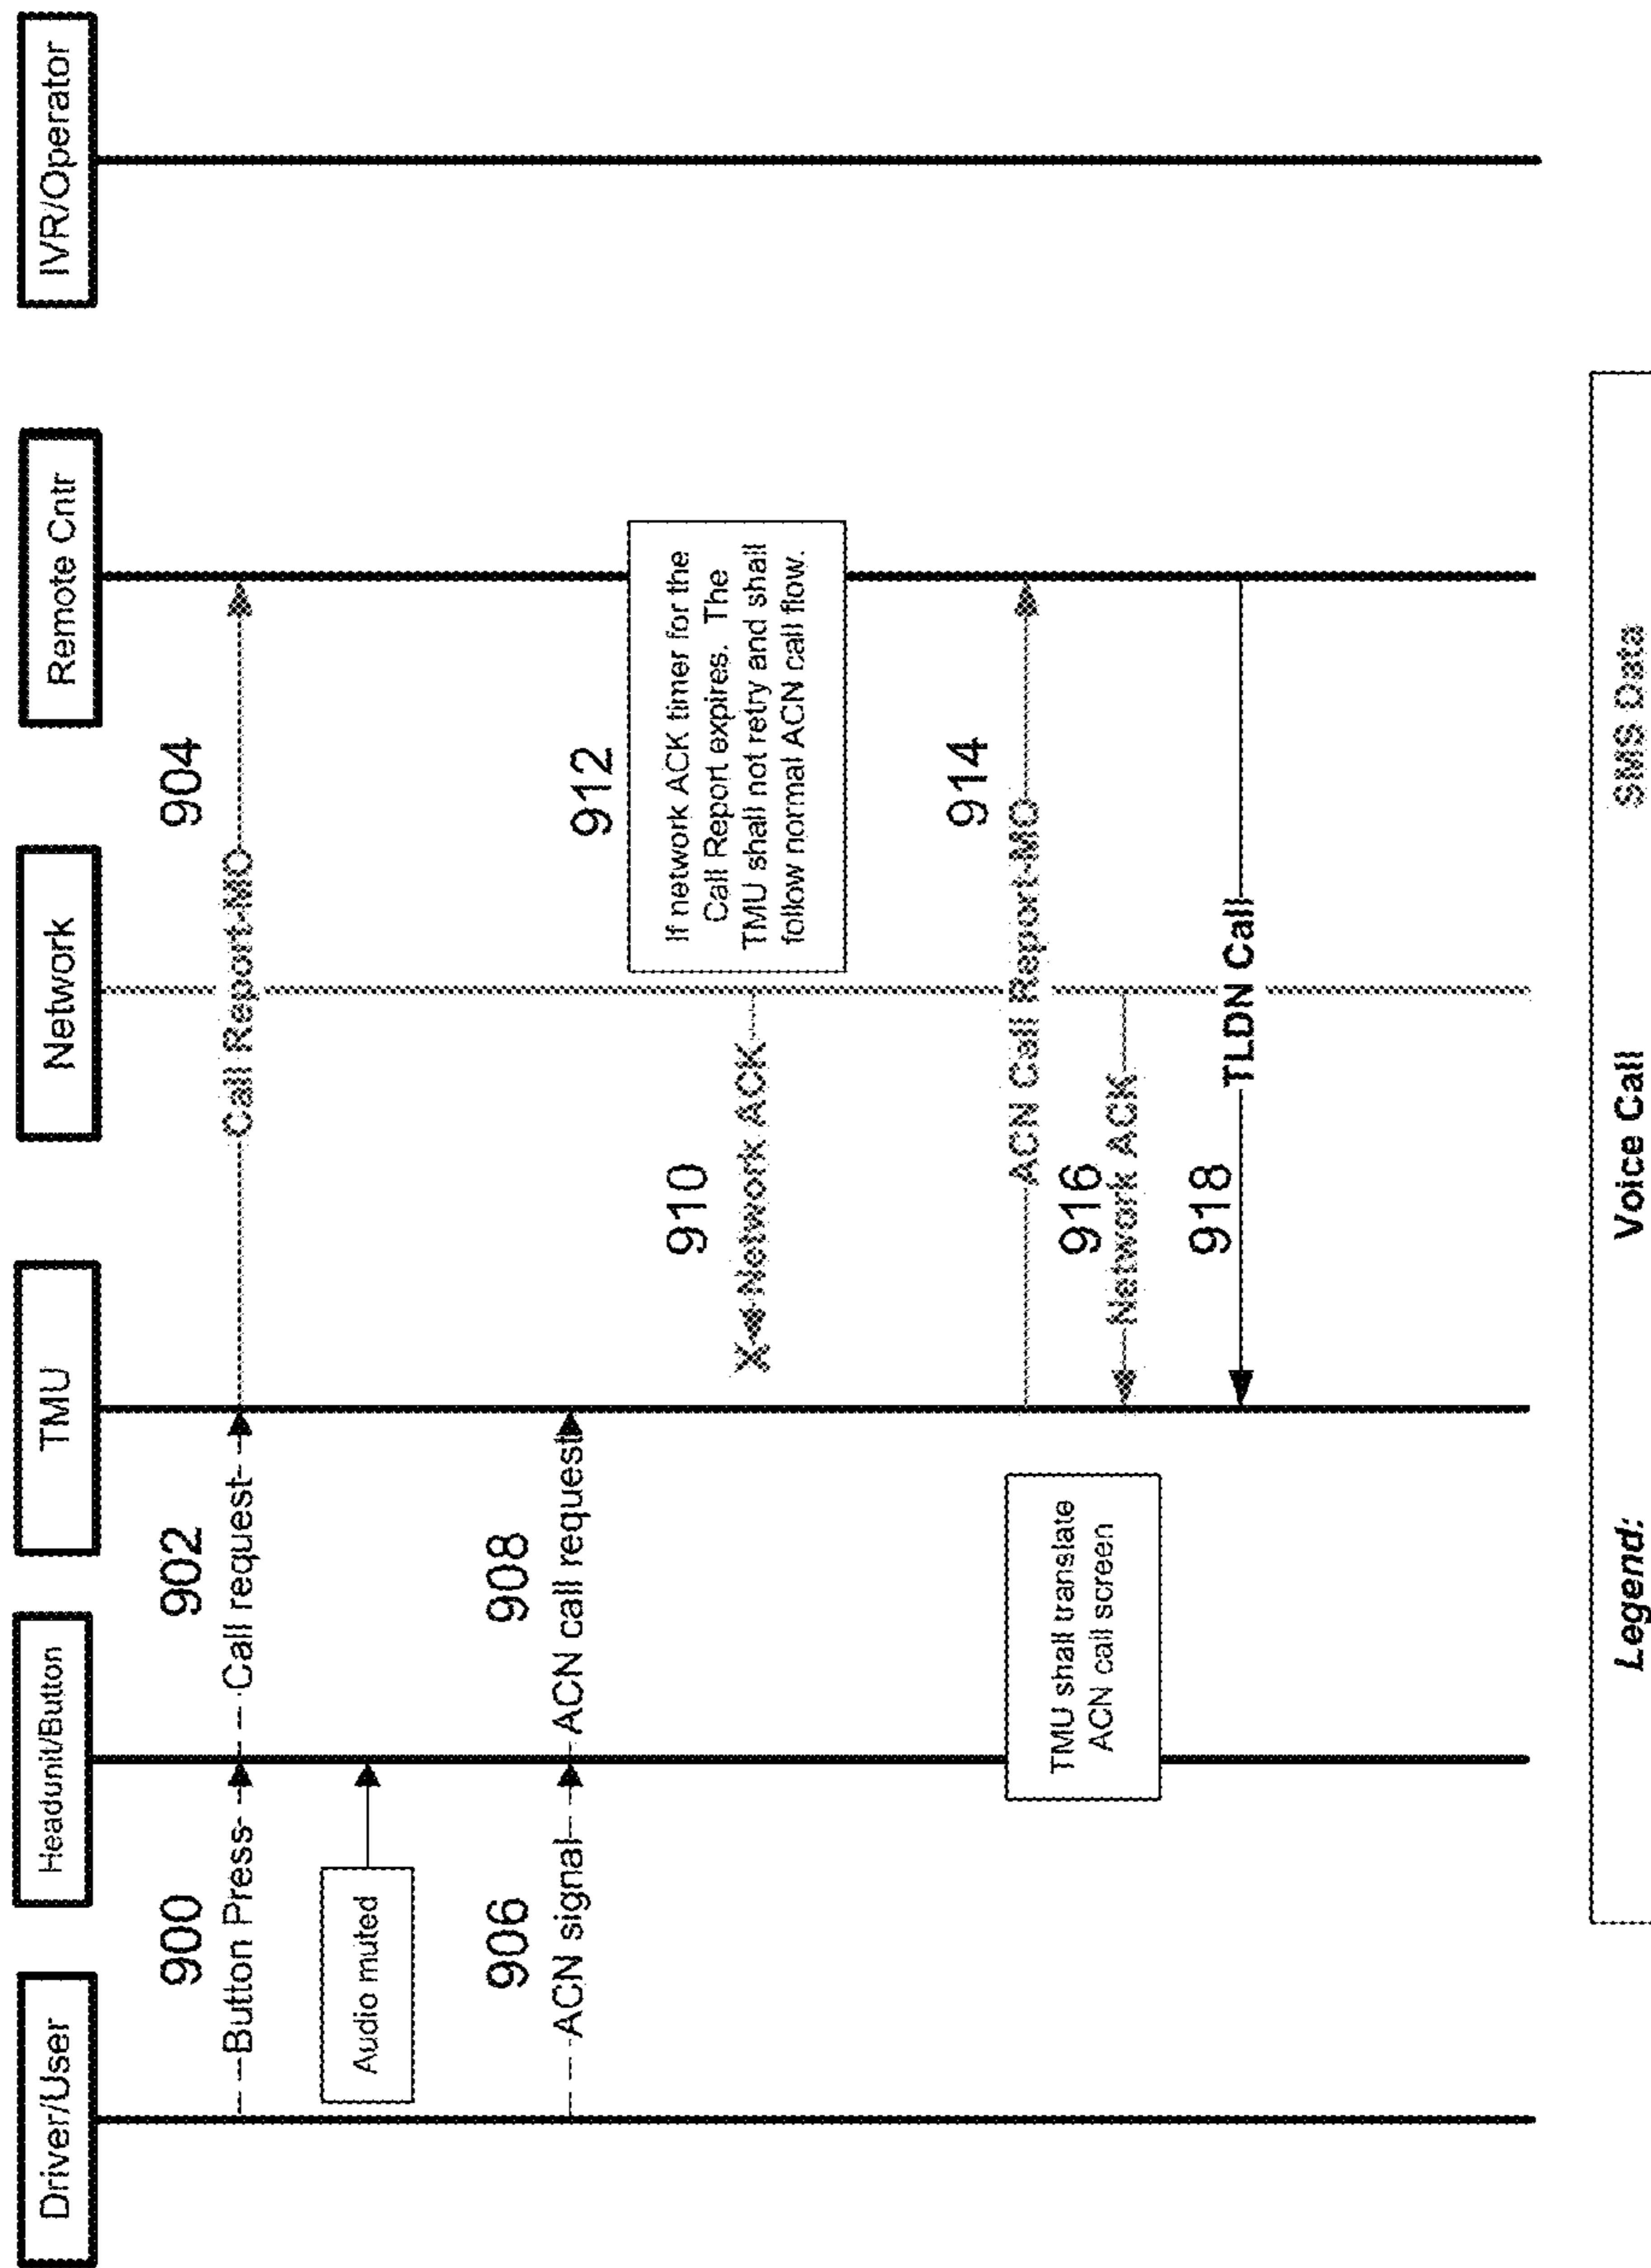 Driver/User
Headunit/Button
TMU
Network
Remote Cntr
IVR/Operator
900
902
904
Button Press
Call request
Call Report-MO
Audio muted
906
908
ACN signal
ACN call request
910
Network ACK
X
912
If network ACK timer for the
Call Report expires. The
TMU shall not retry and shall
follow normal ACN call flow.
TMU shall translate
ACN call screen
914
ACN Call Report-MO
916
Network ACK
918
TLDN Call
Legend:
Voice Call
SMS Data